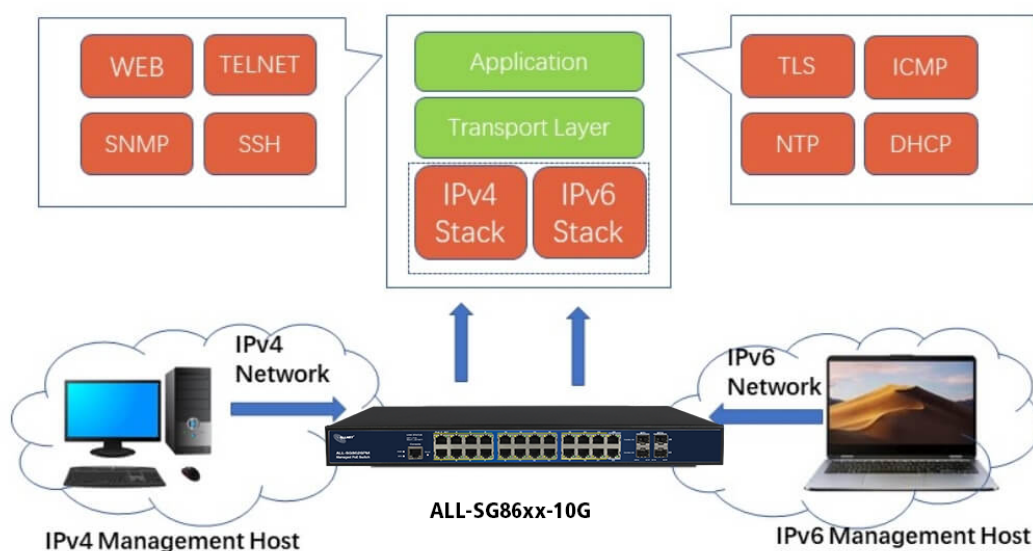 WEB
TELNET
SNMP
SSH
Application
Transport Layer
IPv4
Stack
IPv6
Stack
TLS
ICMP
NTP
DHCP
IPv4
Network
IPv6
Network
ALL-SG86xx-10G
IPv4 Management Host
IPv6 Management Host